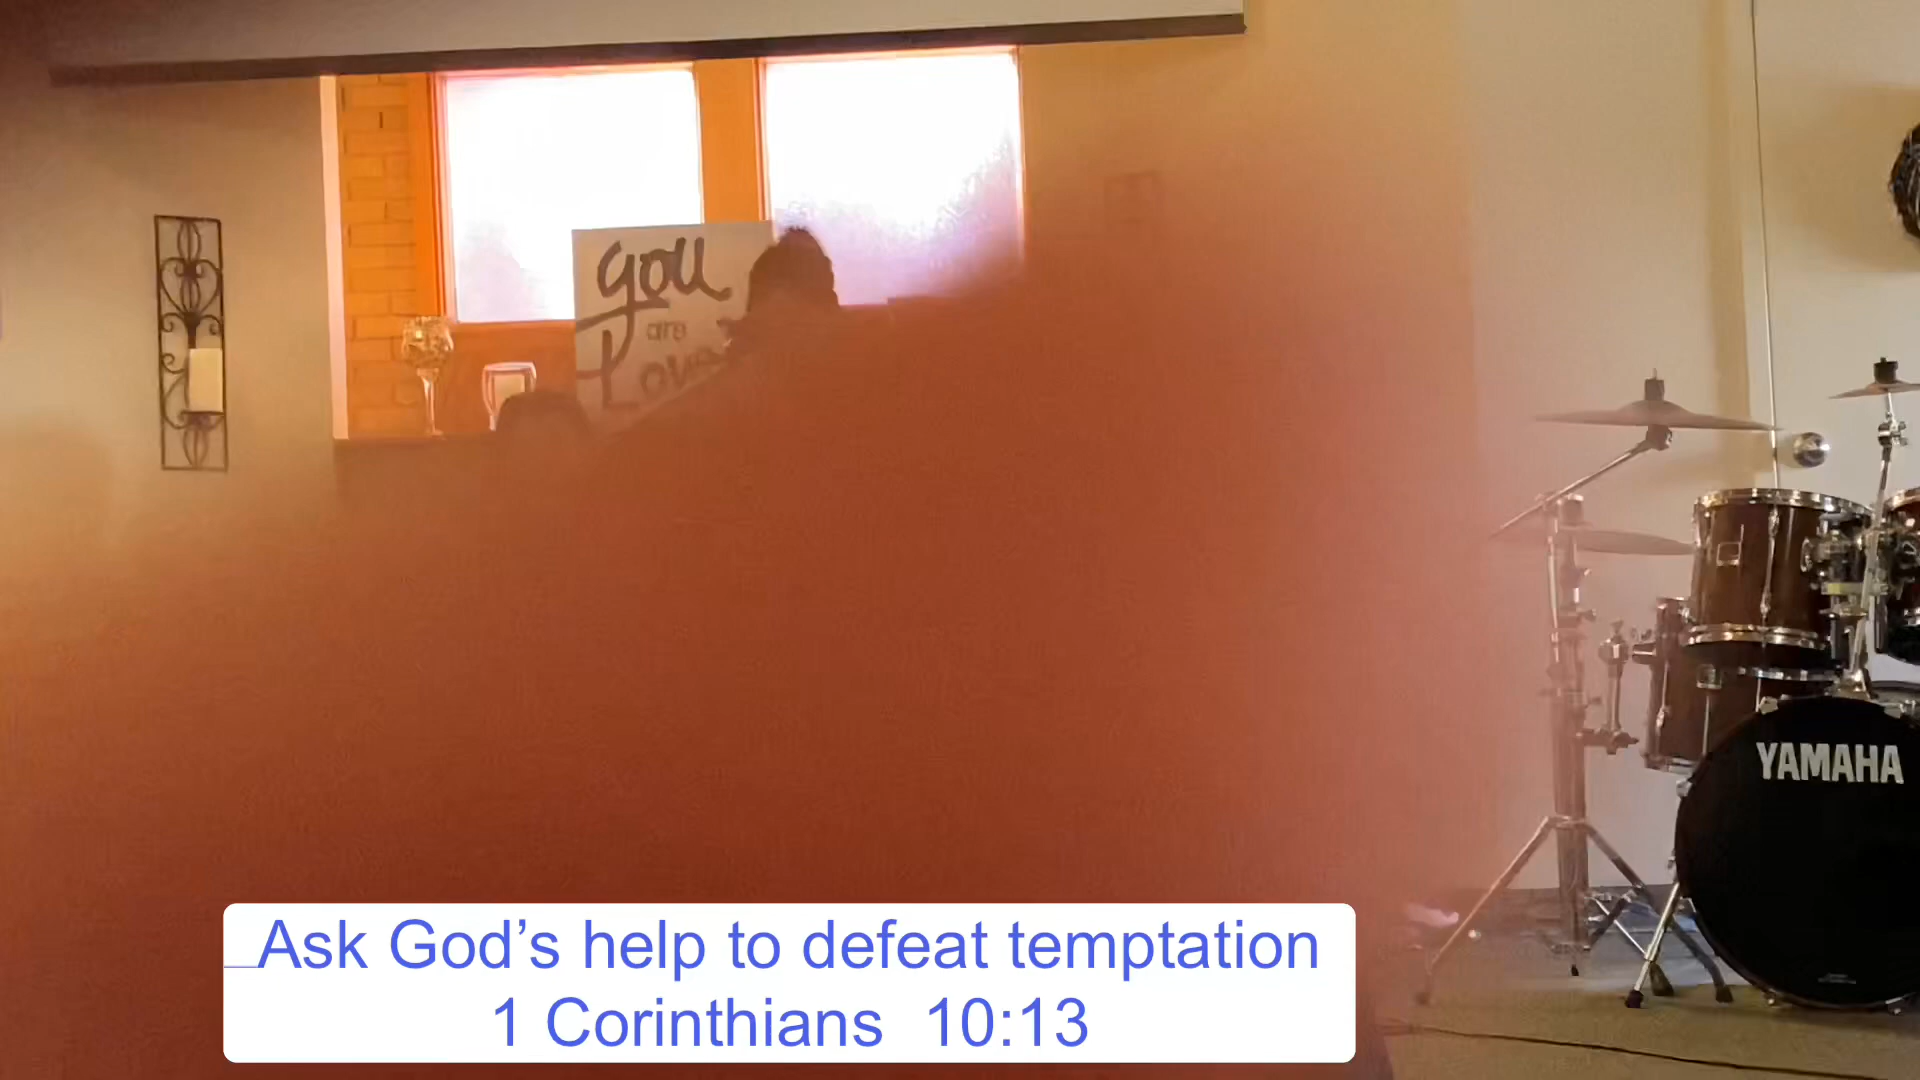 you
are
YAMAHA
Ask God’s help to defeat temptation
1 Corinthians 10:13